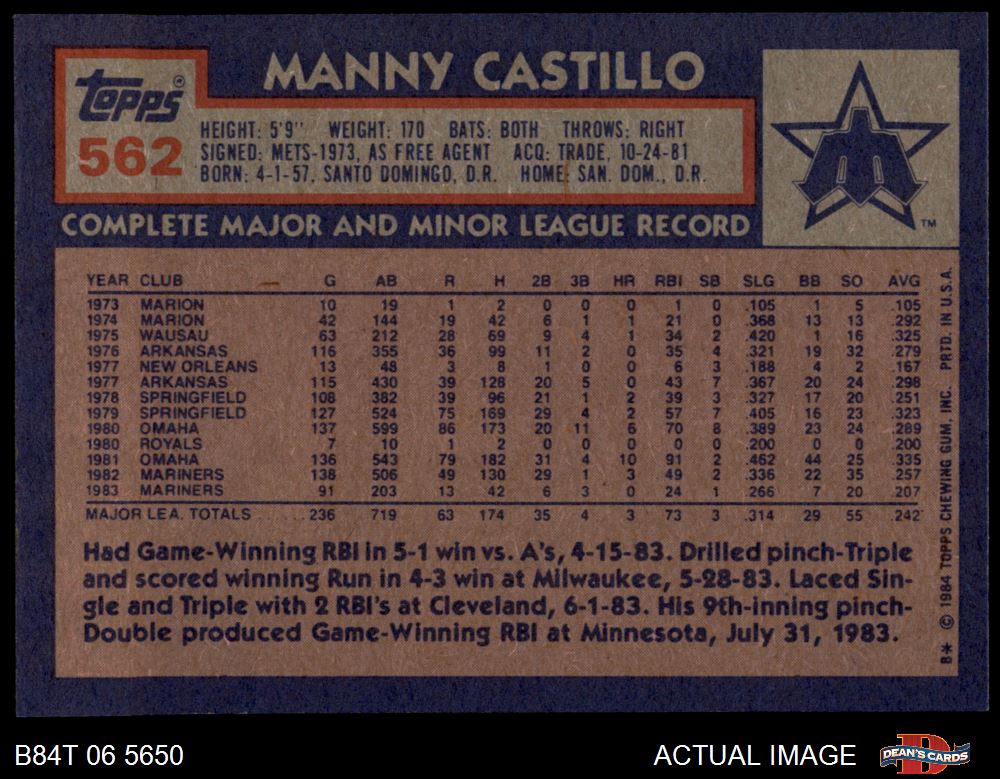 MANNY CASTILLO
Topps®
562
HEIGHT: 5'9" WEIGHT: 170 BATS: BOTH THROWS: RIGHT
SIGNED: METS-1973, AS FREE AGENT ACQ: TRADE, 10-24-81
BORN: 4-1-57, SANTO DOMINGO, D.R. HOME: SAN. DOM., D.R.
TM
COMPLETE MAJOR AND MINOR LEAGUE RECORD
YEAR CLUB G AB R H 2B 3B HR RBI SB SLG BB SO AVG
1973 MARION 10 19 1 2 0 0 0 1 0 .105 1 5 .105
1974 MARION 42 144 19 42 6 1 1 21 0 .368 13 13 .292
1975 WAUSAU 63 212 28 69 9 4 1 34 2 .420 1 16 .325
1976 ARKANSAS 116 355 36 99 11 2 0 35 4 .321 19 32 .279
1977 NEW ORLEANS 13 48 3 8 1 0 0 6 3 .188 4 2 .167
1977 ARKANSAS 115 430 39 128 20 5 0 43 7 .367 20 24 .298
1978 SPRINGFIELD 108 382 39 96 21 1 2 39 3 .327 17 20 .251
1979 SPRINGFIELD 127 524 75 169 29 4 2 57 7 .405 16 23 .323
1980 OMAHA 137 599 86 173 20 11 6 70 8 .389 23 24 .289
1980 ROYALS 7 10 1 2 0 0 0 0 0 .200 0 0 .200
1981 OMAHA 136 543 79 182 31 4 10 91 2 .462 44 25 .335
1982 MARINERS 138 506 49 130 29 1 3 49 2 .336 22 35 .257
1983 MARINERS 91 203 13 42 6 3 0 24 1 .266 7 20 .207
MAJOR LEA. TOTALS 236 719 63 174 35 4 3 73 3 .314 29 55 .242
Had Game-Winning RBI in 5-1 win vs. A's, 4-15-83. Drilled pinch-Triple
and scored winning Run in 4-3 win at Milwaukee, 5-28-83. Laced Sin-
gle and Triple with 2 RBI's at Cleveland, 6-1-83. His 9th-inning pinch-
Double produced Game-Winning RBI at Minnesota, July 31, 1983.
B* © 1984 TOPPS CHEWING GUM, INC. PRTD. IN U.S.A.
B84T 06 5650
ACTUAL IMAGE
DEAN'S CARDS